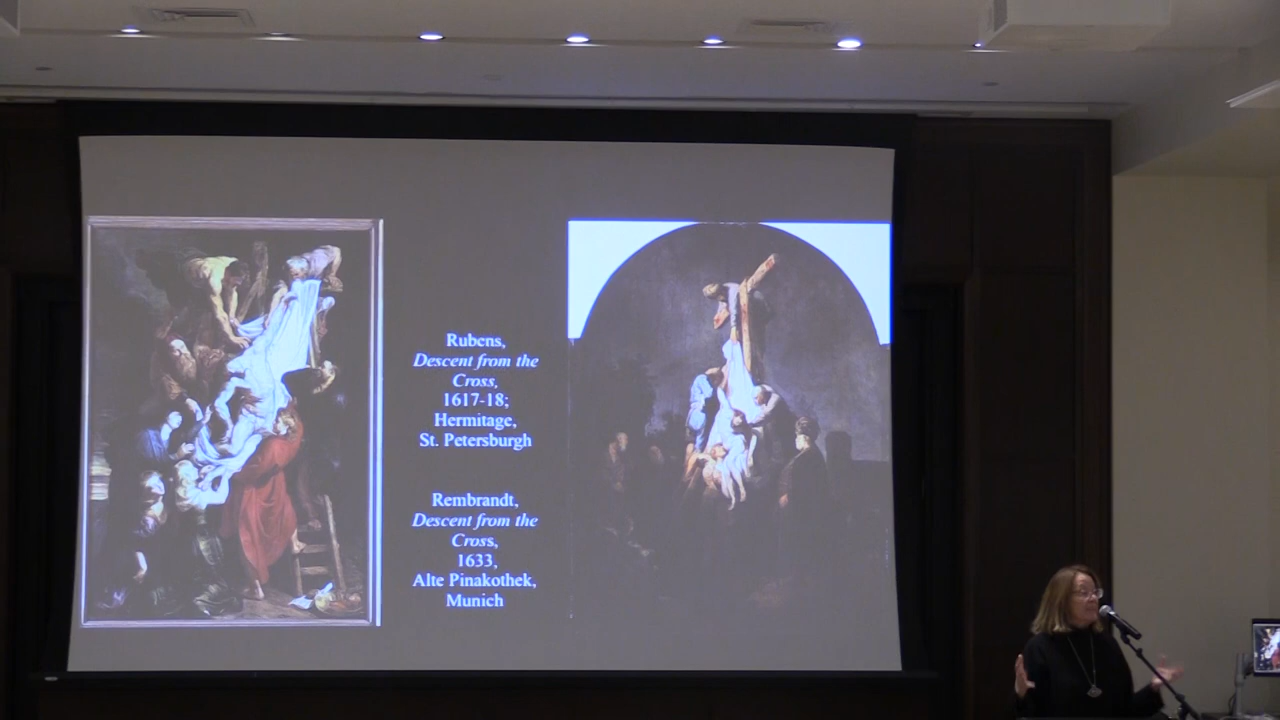 Rubens,
Descent from the
Cross,
1617-18;
Hermitage,
St. Petersburgh
Rembrandt,
Descent from the
Cross,
1633,
Alte Pinakothek,
Munich